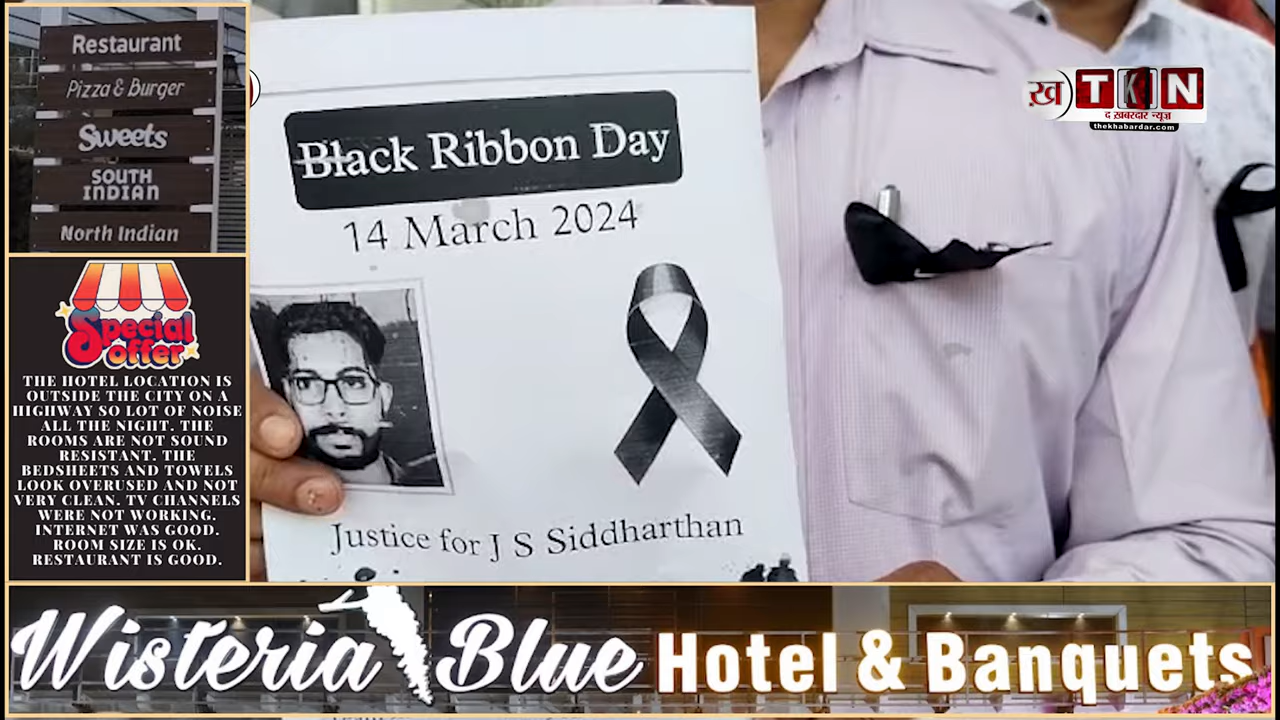 Restaurant
Pizza & Burger
Sweets
SOUTH
INDIAN
North Indian
Special
offer
THE HOTEL LOCATION IS
OUTSIDE THE CITY ON A
HIGHWAY SO LOT OF NOISE
ALL THE NIGHT. THE
ROOMS ARE NOT SOUND
RESISTANT. THE
BEDSHEETS AND TOWELS
LOOK OVERUSED AND NOT
VERY CLEAN. TV CHANNELS
WERE NOT WORKING.
INTERNET WAS GOOD.
ROOM SIZE IS OK.
RESTAURANT IS GOOD.
Black Ribbon Day
14 March 2024
Justice for J S Siddharthan
ख) TKN
द ख़बरदार न्यूज
thekhabardar.com
Wisteria Blue Hotel & Banquets